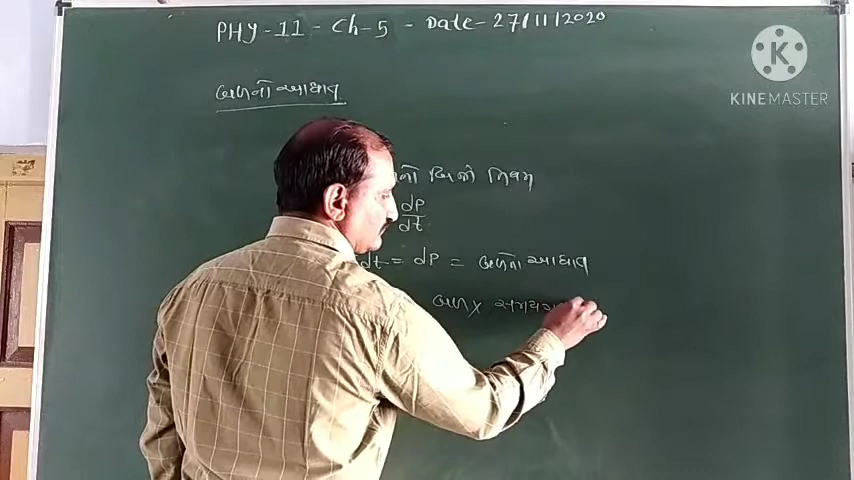 PHY-11 - Ch-5 - Date-27/11/2020
K
KINEMASTER
બળનો આઘાત
બીજો નિયમ
dP
dt
dt = dP = બળનો આઘાત
બળ x